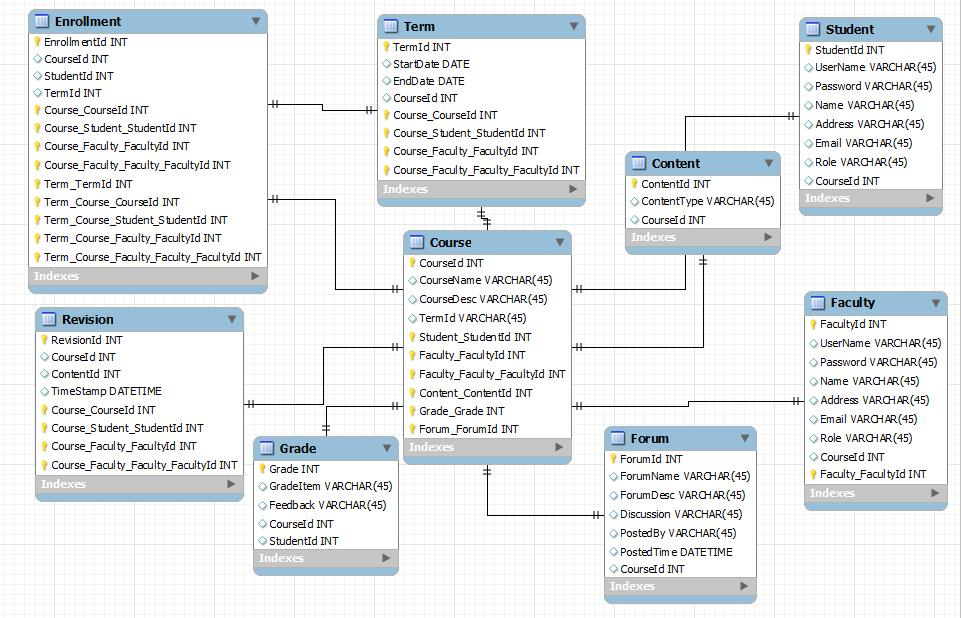 Enrollment
EnrollmentId INT
CourseId INT
StudentId INT
TermId INT
Course_CourseId INT
Course_Student_StudentId INT
Course_Faculty_FacultyId INT
Course_Faculty_Faculty_FacultyId INT
Term_TermId INT
Term_Course_CourseId INT
Term_Course_Student_StudentId INT
Term_Course_Faculty_FacultyId INT
Term_Course_Faculty_Faculty_FacultyId INT
Indexes
Term
TermId INT
StartDate DATE
EndDate DATE
CourseId INT
Course_CourseId INT
Course_Student_StudentId INT
Course_Faculty_FacultyId INT
Course_Faculty_Faculty_FacultyId INT
Indexes
Student
StudentId INT
UserName VARCHAR(45)
Password VARCHAR(45)
Name VARCHAR(45)
Address VARCHAR(45)
Email VARCHAR(45)
Role VARCHAR(45)
CourseId INT
Indexes
Content
ContentId INT
ContentType VARCHAR(45)
CourseId INT
Indexes
Course
CourseId INT
CourseName VARCHAR(45)
CourseDesc VARCHAR(45)
TermId VARCHAR(45)
Student_StudentId INT
Faculty_FacultyId INT
Faculty_Faculty_FacultyId INT
Content_ContentId INT
Grade_Grade INT
Forum_ForumId INT
Indexes
Revision
RevisionId INT
CourseId INT
ContentId INT
TimeStamp DATETIME
Course_CourseId INT
Course_Student_StudentId INT
Course_Faculty_FacultyId INT
Course_Faculty_Faculty_FacultyId INT
Indexes
Faculty
FacultyId INT
UserName VARCHAR(45)
Password VARCHAR(45)
Name VARCHAR(45)
Address VARCHAR(45)
Email VARCHAR(45)
Role VARCHAR(45)
CourseId INT
Faculty_FacultyId INT
Indexes
Grade
Grade INT
GradeItem VARCHAR(45)
Feedback VARCHAR(45)
CourseId INT
StudentId INT
Indexes
Forum
ForumId INT
ForumName VARCHAR(45)
ForumDesc VARCHAR(45)
Discussion VARCHAR(45)
PostedBy VARCHAR(45)
PostedTime DATETIME
CourseId INT
Indexes